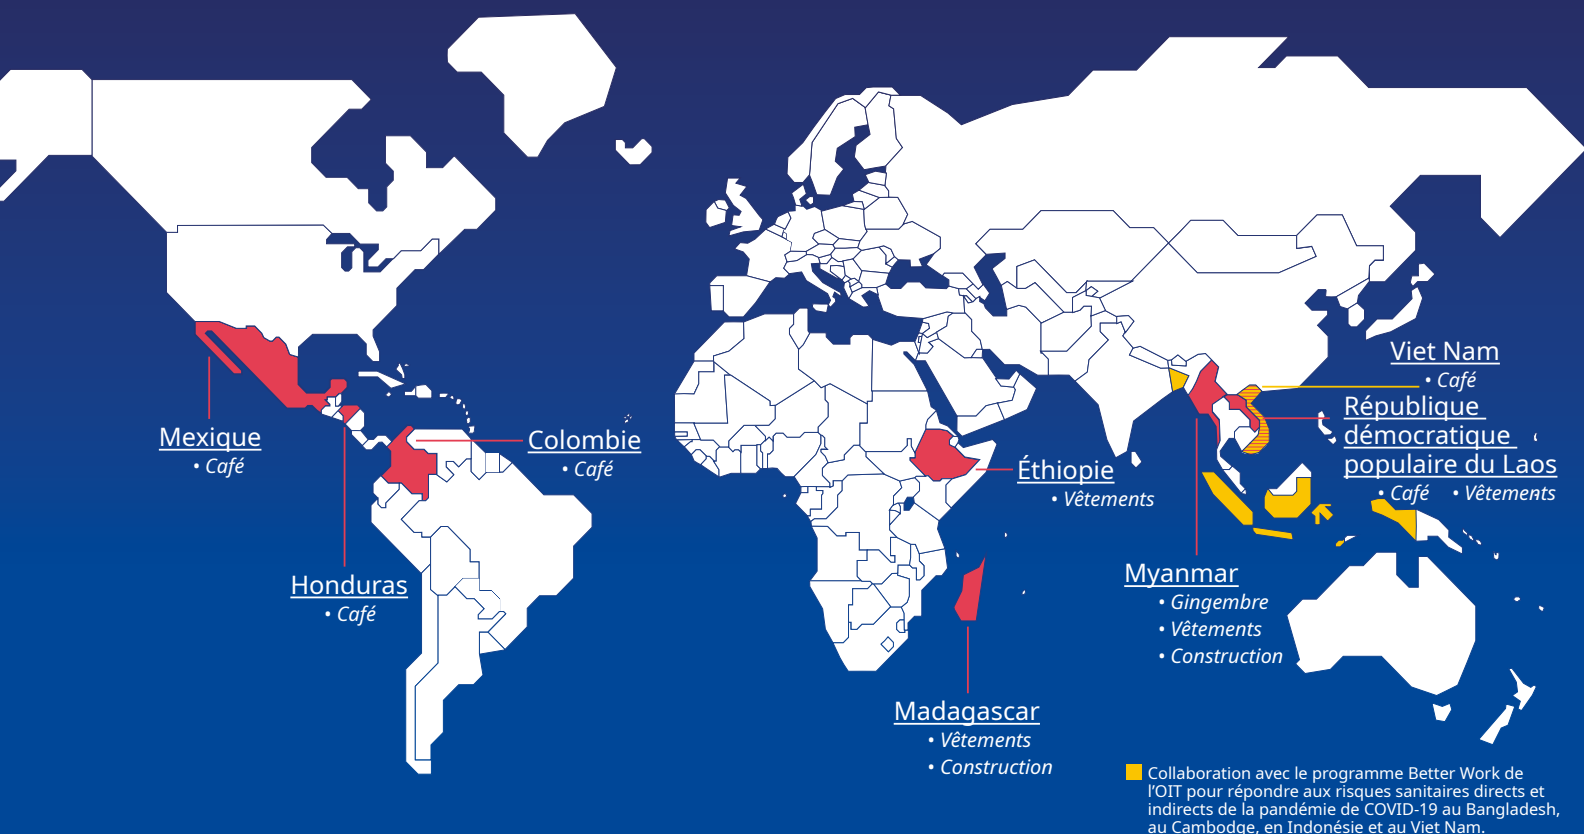 Viet Nam
• Café
République
démocratique
populaire du Laos
• Café • Vêtements
Mexique
• Café
Colombie
• Café
Éthiopie
• Vêtements
Honduras
• Café
Myanmar
• Gingembre
• Vêtements
• Construction
Madagascar
• Vêtements
• Construction
Collaboration avec le programme Better Work de
l’OIT pour répondre aux risques sanitaires directs et
indirects de la pandémie de COVID-19 au Bangladesh,
au Cambodge, en Indonésie et au Viet Nam.